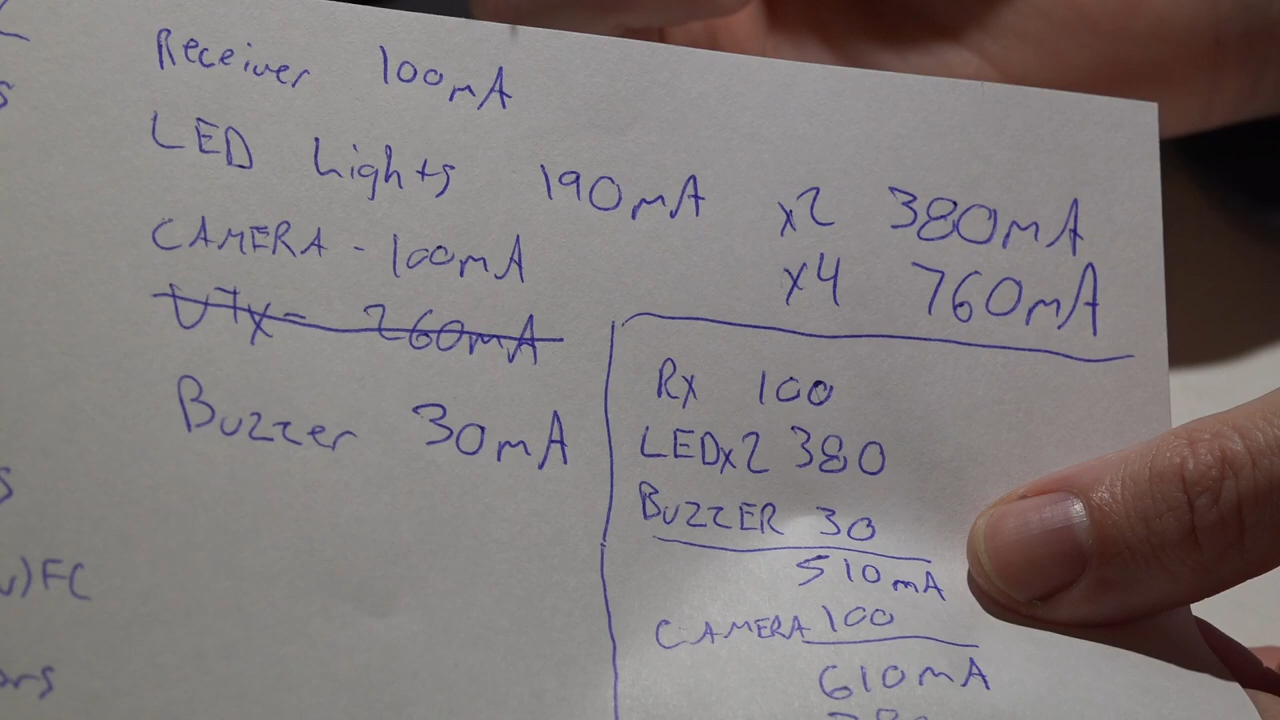 Receiver 100mA
LED Lights 190mA x2 380mA
x4 760mA
CAMERA - 100mA
VTx - 260mA
Buzzer 30mA
Rx 100
LEDx2 380
BUZZER 30
510mA
CAMERA 100
610mA
)FC